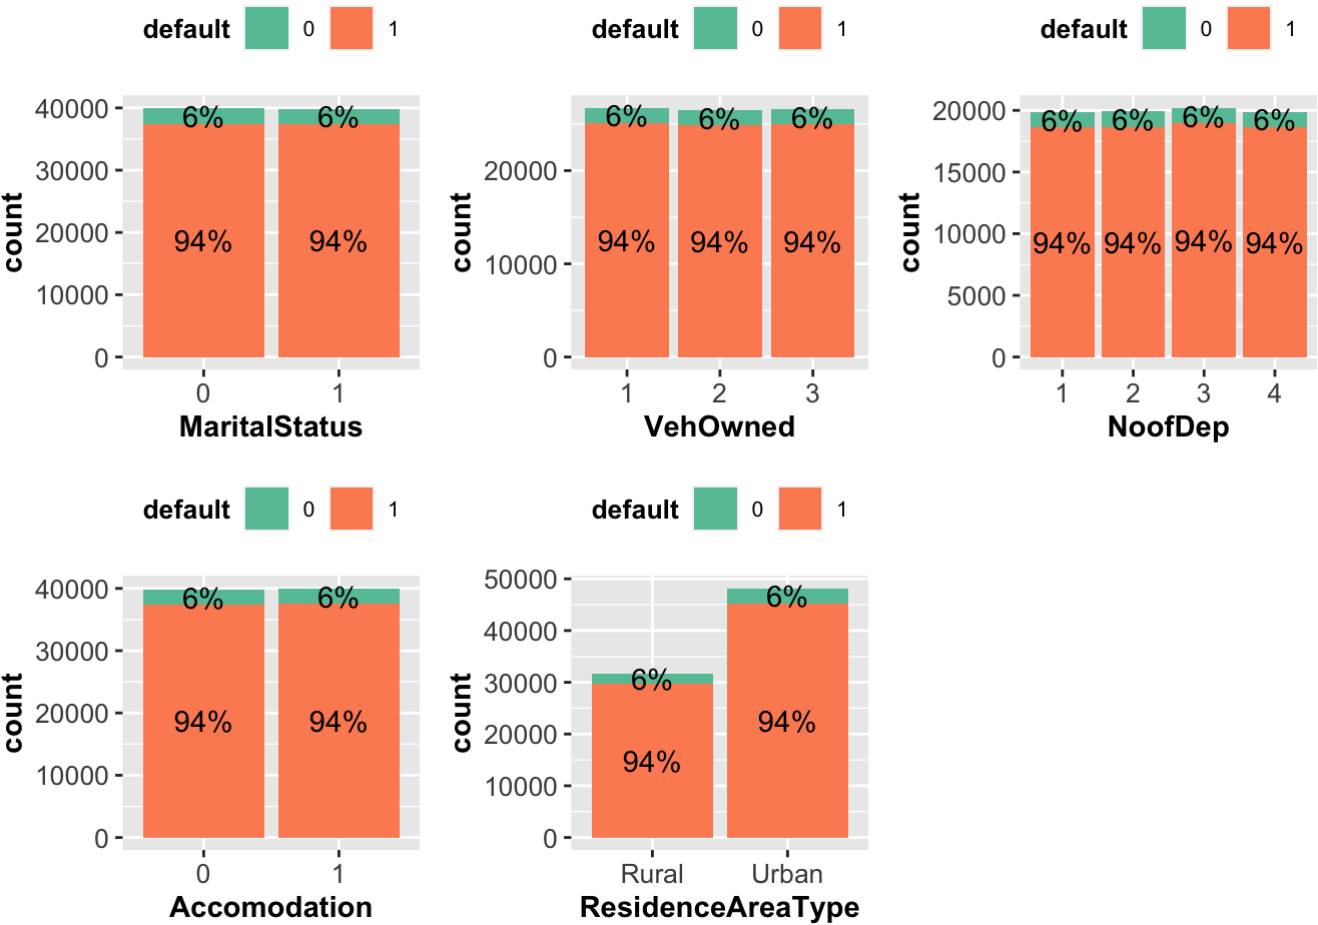 default 0 1
40000
30000
20000
10000
0
count
6% 6%
94% 94%
0 1
MaritalStatus
default 0 1
20000
10000
0
count
6% 6% 6%
94% 94% 94%
1 2 3
VehOwned
default 0 1
20000
15000
10000
5000
0
count
6% 6% 6% 6%
94% 94% 94% 94%
1 2 3 4
NoofDep
default 0 1
40000
30000
20000
10000
0
count
6% 6%
94% 94%
0 1
Accomodation
default 0 1
50000
40000
30000
20000
10000
0
count
6% 6%
94% 94%
Rural Urban
ResidenceAreaType